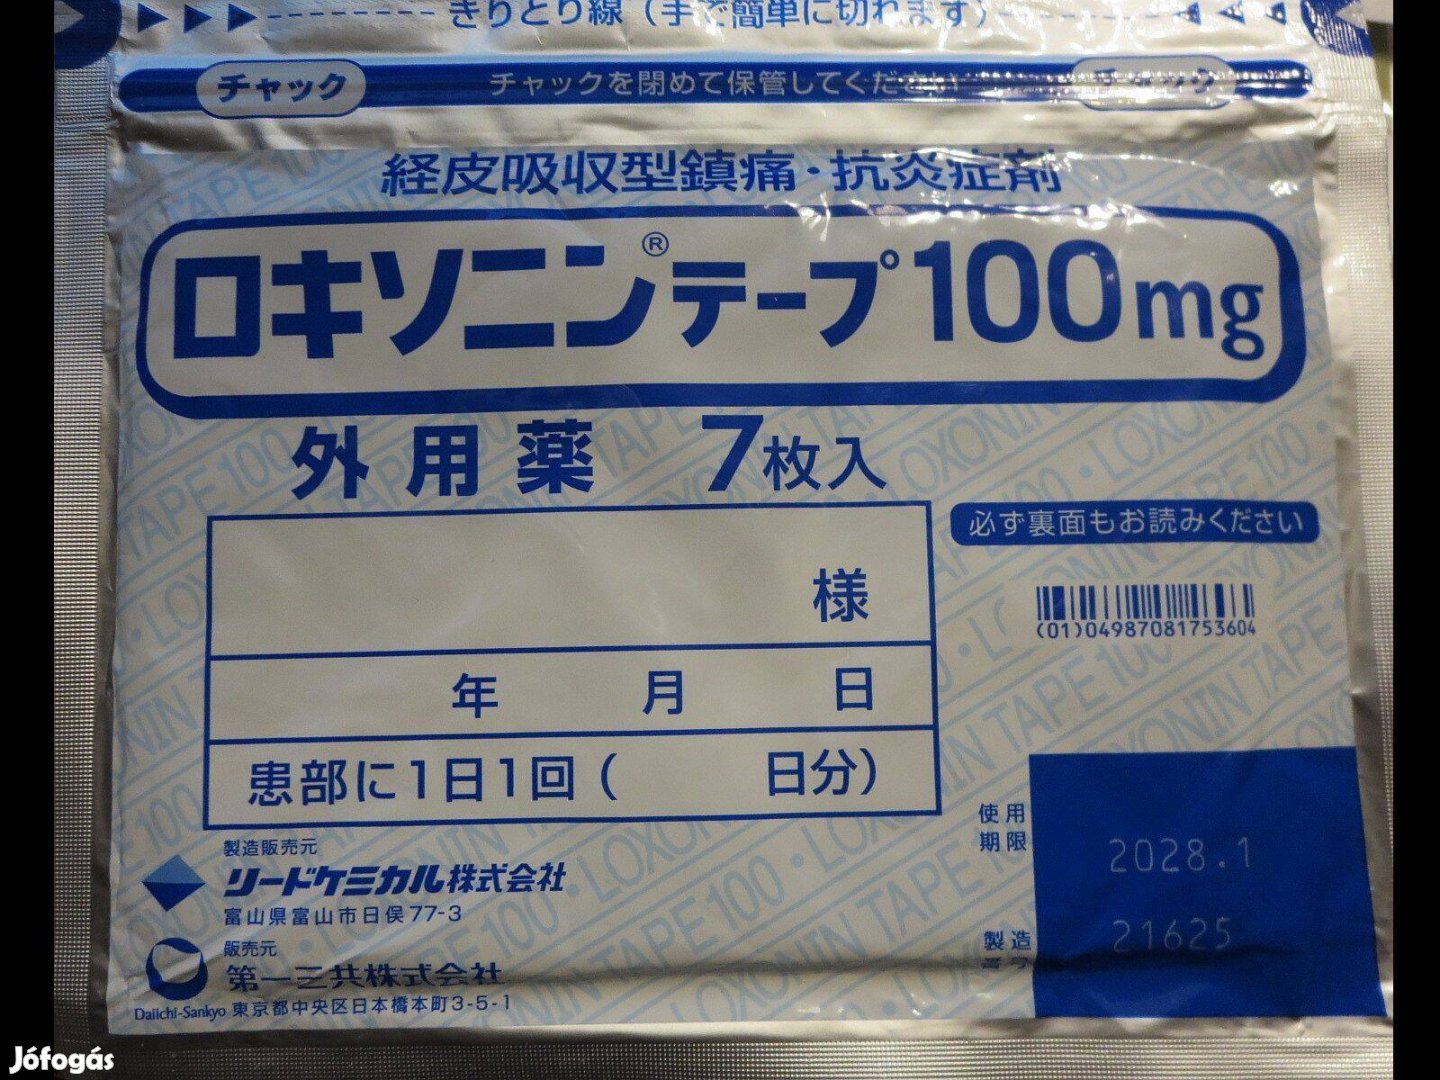 きりとり線（手で簡単に切れます）
チャック チャックを閉めて保管してください チャック
経皮吸収型鎮痛・抗炎症剤
ロキソニン®テープ100mg
外用薬 7枚入
必ず裏面もお読みください
様
(01)04987081753604
年 月 日
患部に1日1回（ 日分）
使用
期限
2028.1
製造
番号
21625
製造販売元
リードケミカル株式会社
富山県富山市日俣77-3
販売元
第一三共株式会社
Daiichi-Sankyo 東京都中央区日本橋本町3-5-1
LOXONIN TAPE 100
Jófogás